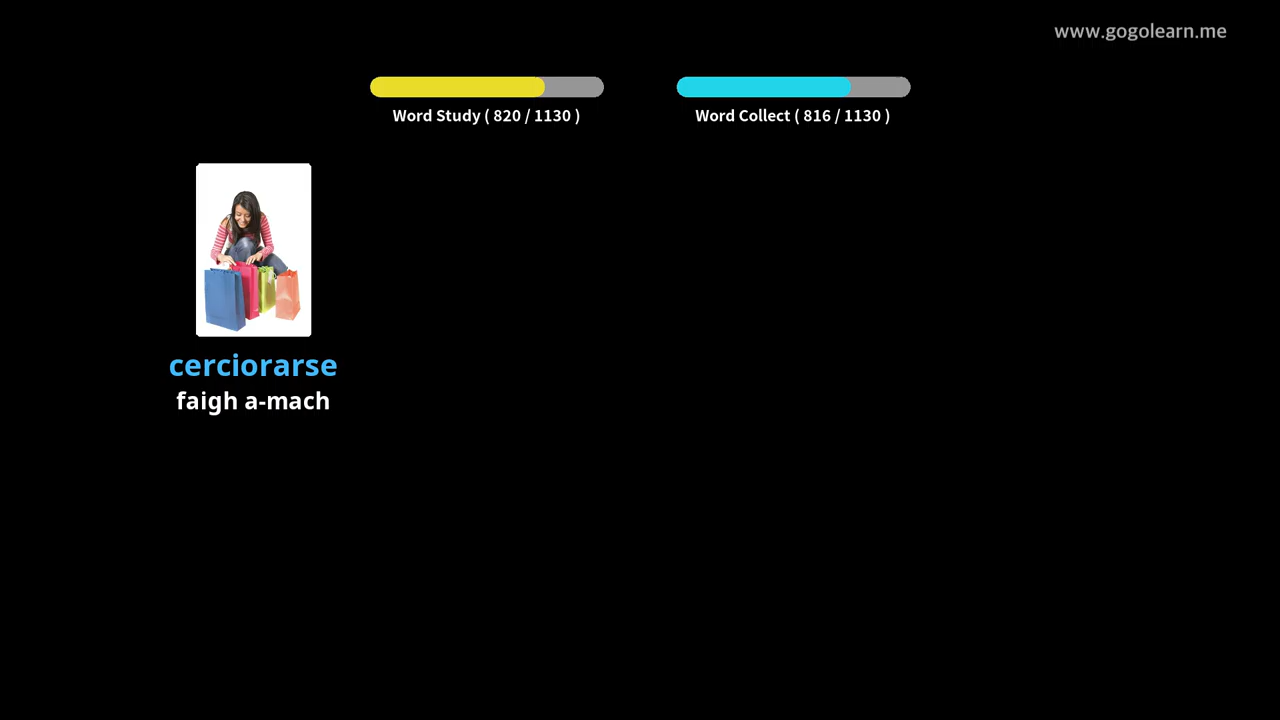 www.gogolearn.me
Word Study ( 820 / 1130 )
Word Collect ( 816 / 1130 )
cerciorarse
faigh a-mach